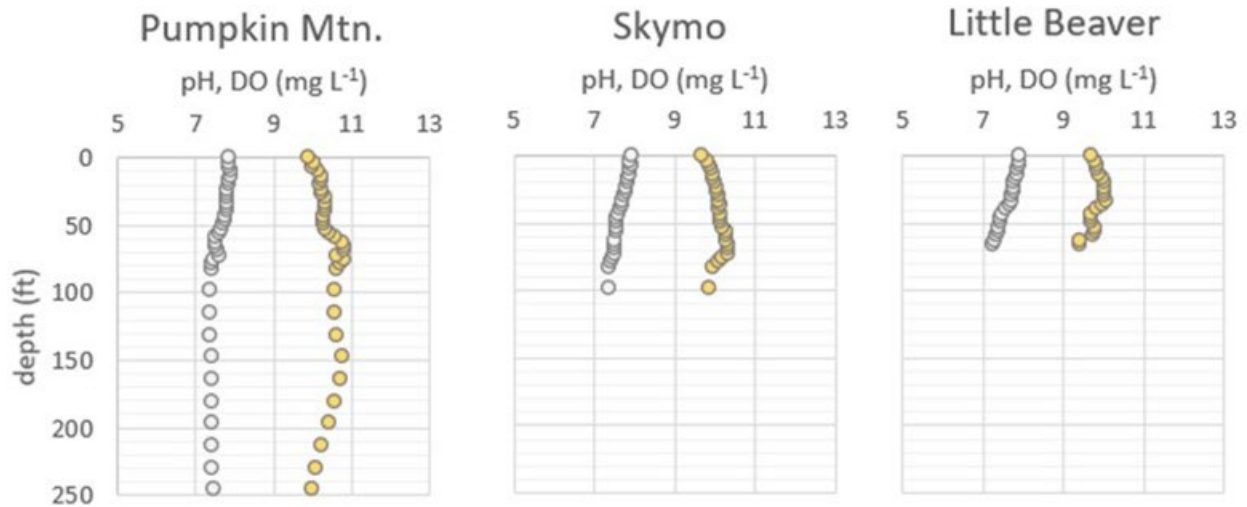 Pumpkin Mtn.
Skymo
Little Beaver
pH, DO (mg L⁻¹)
pH, DO (mg L⁻¹)
pH, DO (mg L⁻¹)
5 7 9 11 13
5 7 9 11 13
5 7 9 11 13
depth (ft)
0
50
100
150
200
250